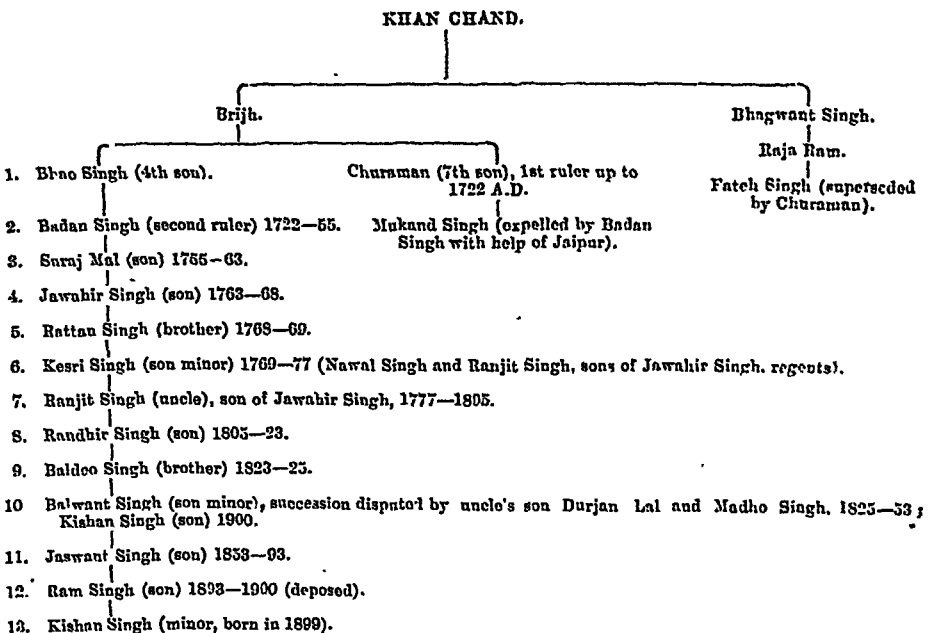 KHAN CHAND.
Brijh.
Bhagwant Singh.
Raja Ram.
Fateh Singh (superseded
by Churaman).
1. Bhao Singh (4th son).
Churaman (7th son), 1st ruler up to
1722 A.D.
Mukand Singh (expelled by Badan
Singh with help of Jaipur).
2. Badan Singh (second ruler) 1722—55.
3. Suraj Mal (son) 1755—63.
4. Jawahir Singh (son) 1763—68.
5. Rattan Singh (brother) 1768—69.
6. Kesri Singh (son minor) 1769—77 (Nawal Singh and Ranjit Singh, sons of Jawahir Singh. regents).
7. Ranjit Singh (uncle), son of Jawahir Singh, 1777—1805.
8. Randhir Singh (son) 1805—23.
9. Baldeo Singh (brother) 1823—25.
10 Balwant Singh (son minor), succession disputed by uncle's son Durjan Lal and Madho Singh. 1825—53;
Kishan Singh (son) 1900.
11. Jaswant Singh (son) 1853—93.
12. Ram Singh (son) 1893—1900 (deposed).
13. Kishan Singh (minor, born in 1899).